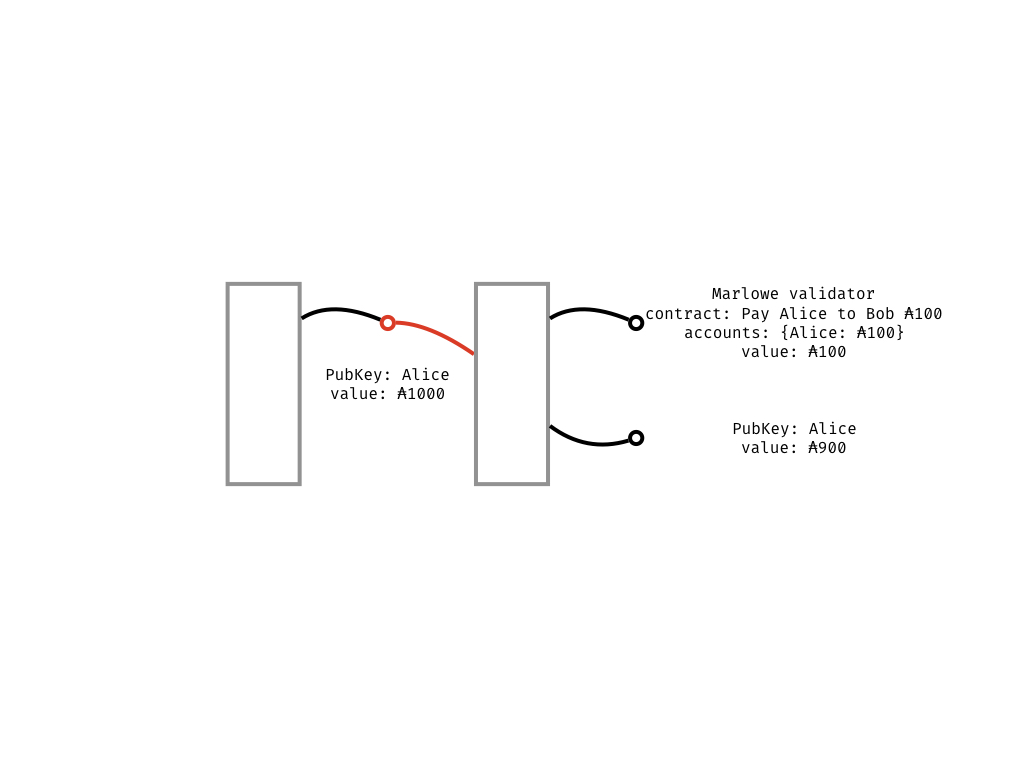 PubKey: Alice
value: ₳1000
Marlowe validator
contract: Pay Alice to Bob ₳100
accounts: {Alice: ₳100}
value: ₳100
PubKey: Alice
value: ₳900